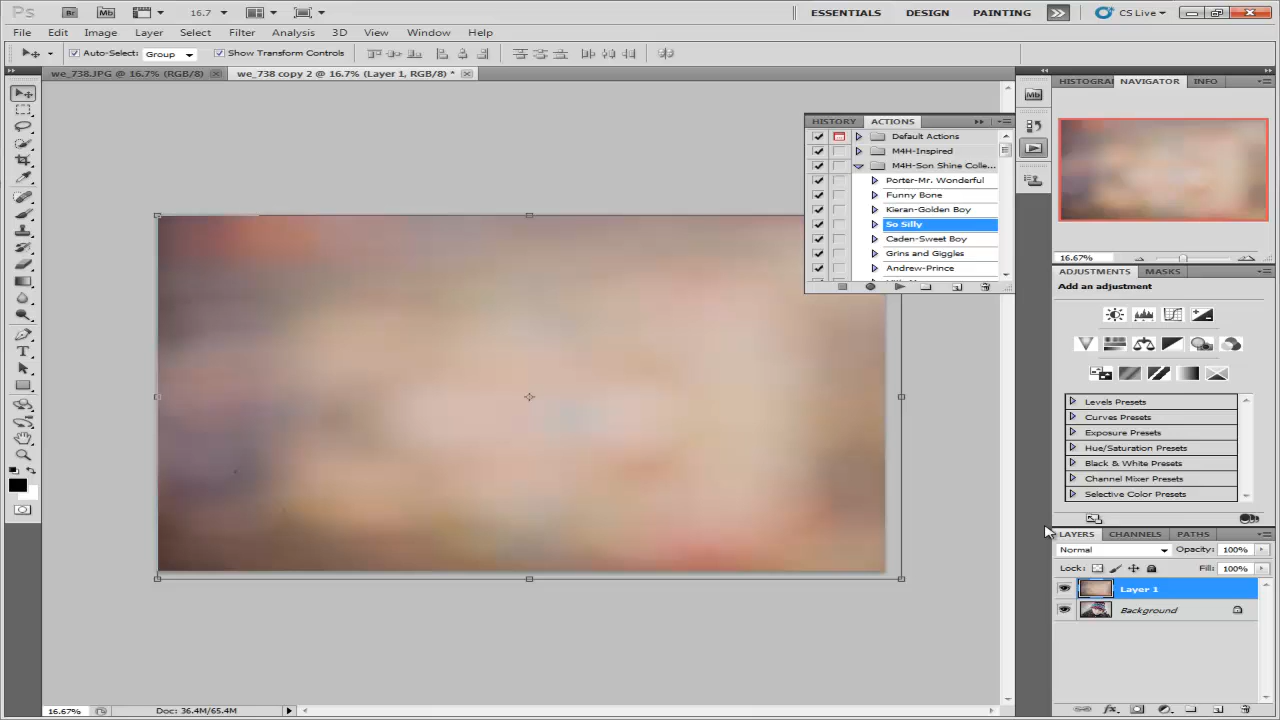 Ps Br Mb 16.7 ESSENTIALS DESIGN PAINTING CS Live
File Edit Image Layer Select Filter Analysis 3D View Window Help
Auto-Select: Group Show Transform Controls
we_738.JPG @ 16.7% (RGB/8) we_738 copy 2 @ 16.7% (Layer 1, RGB/8) *
HISTOGRAM NAVIGATOR INFO
Mb
HISTORY ACTIONS
Default Actions
M4H-Inspired
M4H-Son Shine Colle...
Porter-Mr. Wonderful
Funny Bone
Kieran-Golden Boy
So Silly
Caden-Sweet Boy
Grins and Giggles
Andrew-Prince
16.67%
ADJUSTMENTS MASKS
Add an adjustment
Levels Presets
Curves Presets
Exposure Presets
Hue/Saturation Presets
Black & White Presets
Channel Mixer Presets
Selective Color Presets
LAYERS CHANNELS PATHS
Normal Opacity: 100%
Lock: Fill: 100%
Layer 1
Background
fx
16.67% Doc: 36.4M/65.4M